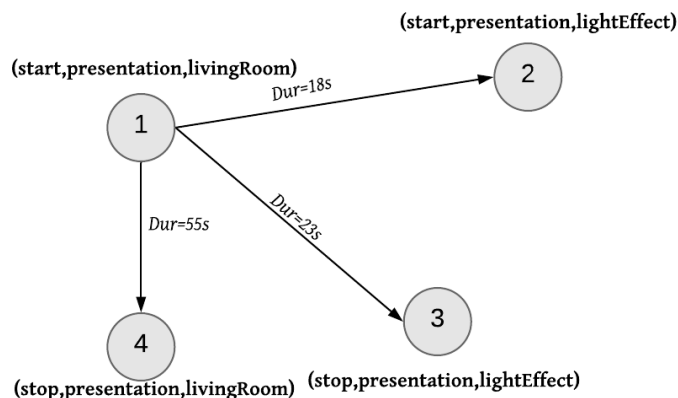 (start,presentation,lightEffect)
2
(start,presentation,livingRoom)
1
Dur=18s
Dur=23s
Dur=55s
3
4
(stop,presentation,lightEffect)
(stop,presentation,livingRoom)